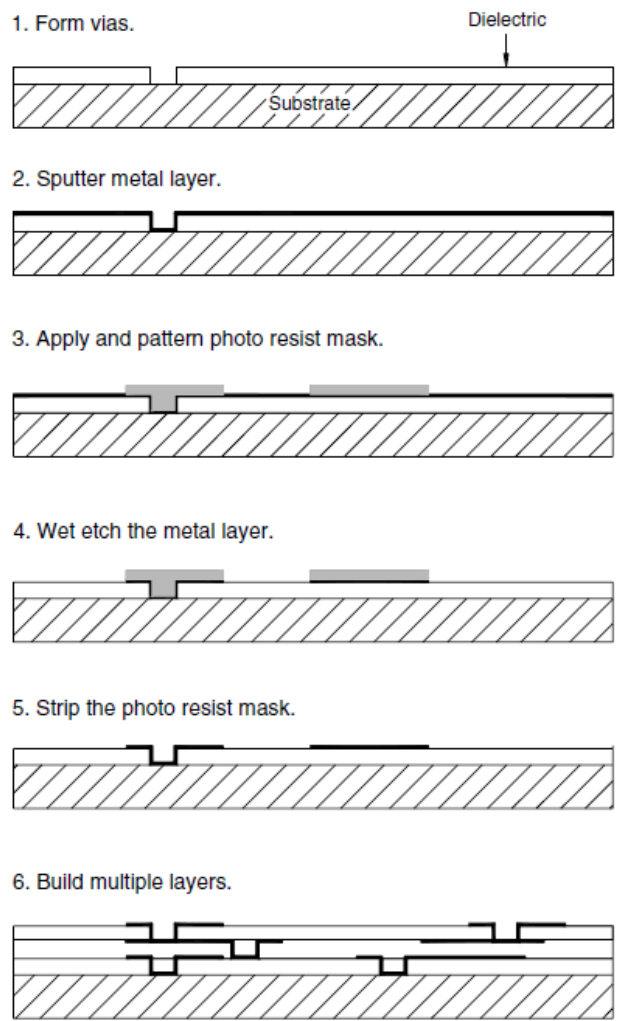 1. Form vias.
Dielectric
Substrate
2. Sputter metal layer.
3. Apply and pattern photo resist mask.
4. Wet etch the metal layer.
5. Strip the photo resist mask.
6. Build multiple layers.